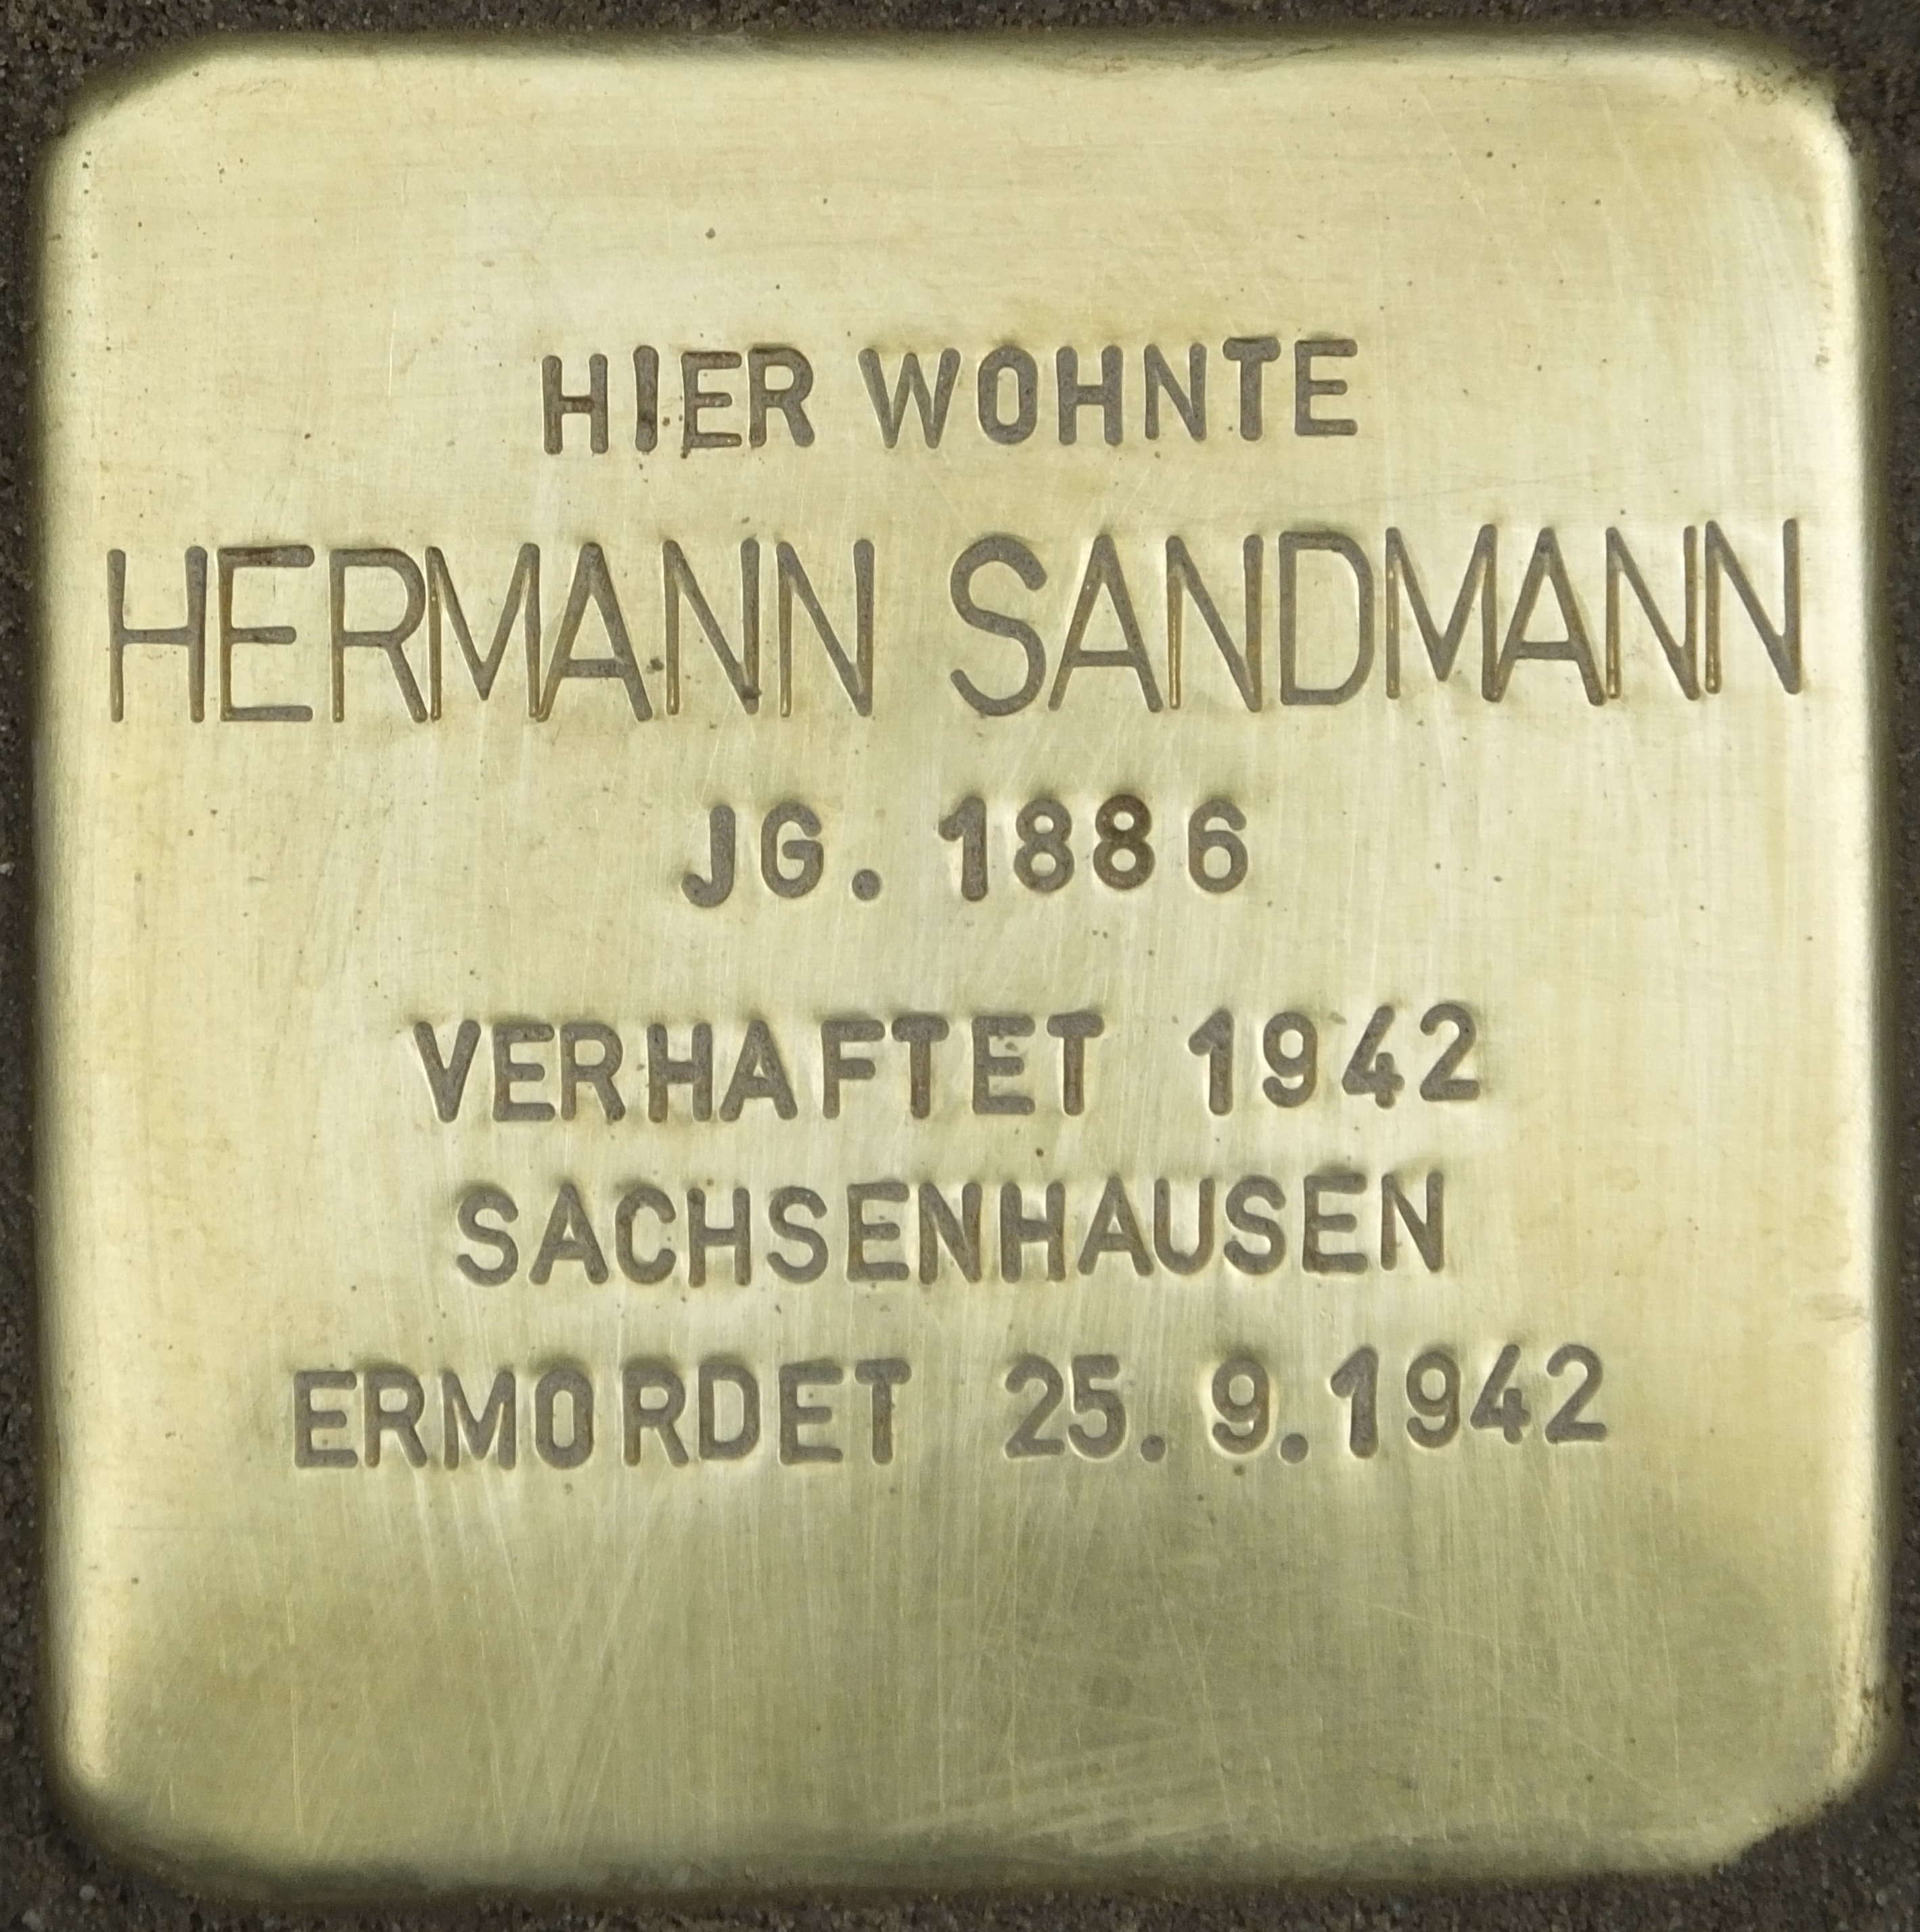 HIER WOHNTE
HERMANN SANDMANN
JG. 1886
VERHAFTET 1942
SACHSENHAUSEN
ERMORDET 25.9.1942